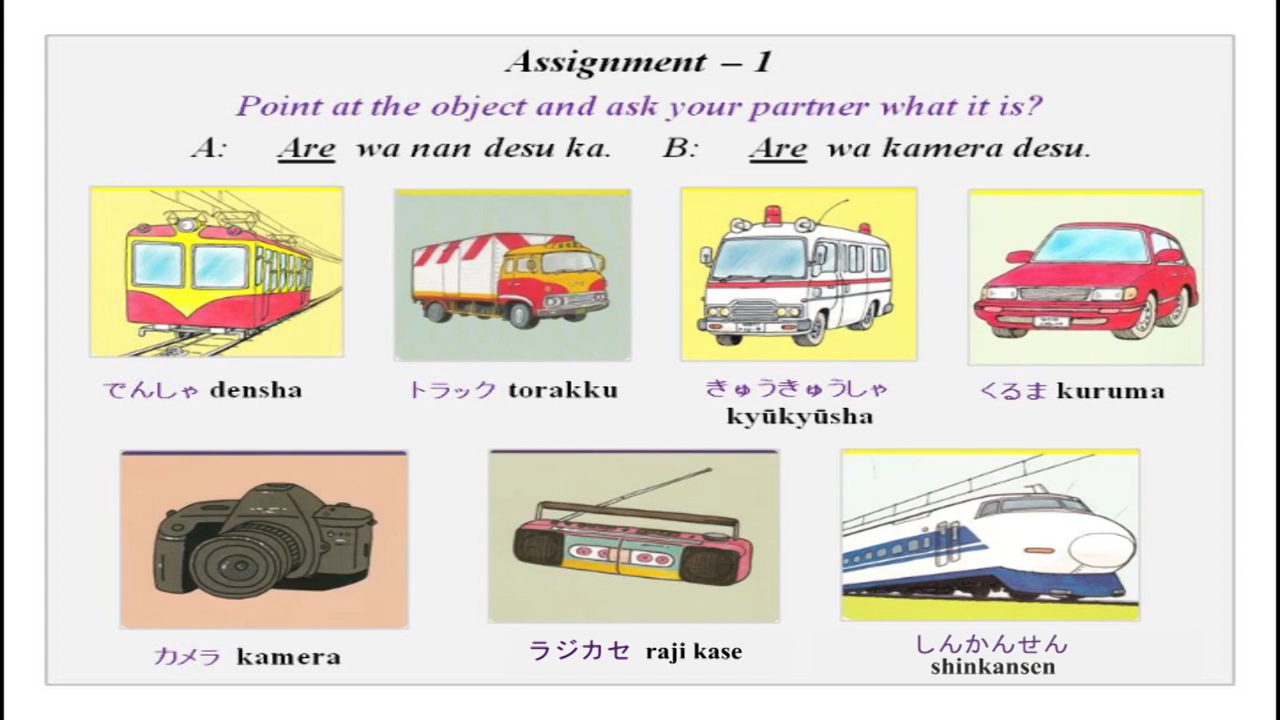 Assignment – 1
Point at the object and ask your partner what it is?
A: Are wa nan desu ka. B: Are wa kamera desu.
でんしゃ densha
トラック torakku
きゅうきゅうしゃ
kyūkyūsha
くるま kuruma
カメラ kamera
ラジカセ raji kase
しんかんせん
shinkansen